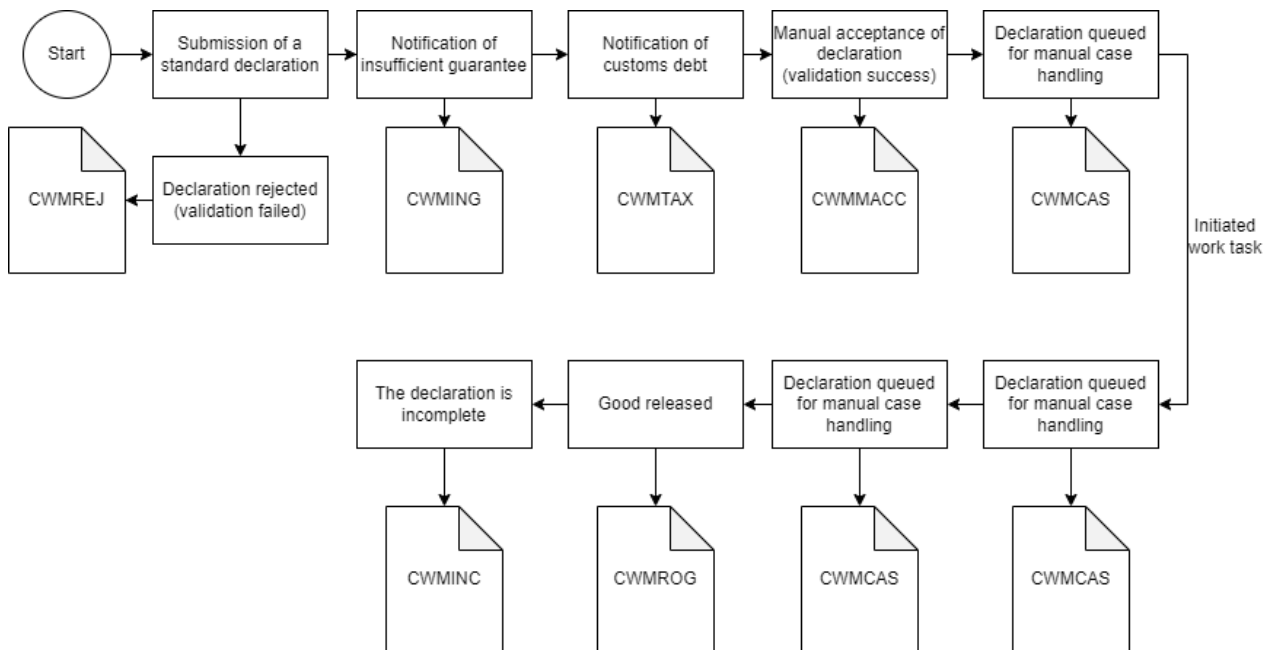 Start
Submission of a
standard declaration
Notification of
insufficient guarantee
Notification of
customs debt
Manual acceptance of
declaration
(validation success)
Declaration queued
for manual case
handling
CWMREJ
Declaration rejected
(validation failed)
CWMING
CWMTAX
CWMMACC
CWMCAS
Initiated
work task
The declaration is
incomplete
Good released
Declaration queued
for manual case
handling
Declaration queued
for manual case
handling
CWMINC
CWMROG
CWMCAS
CWMCAS